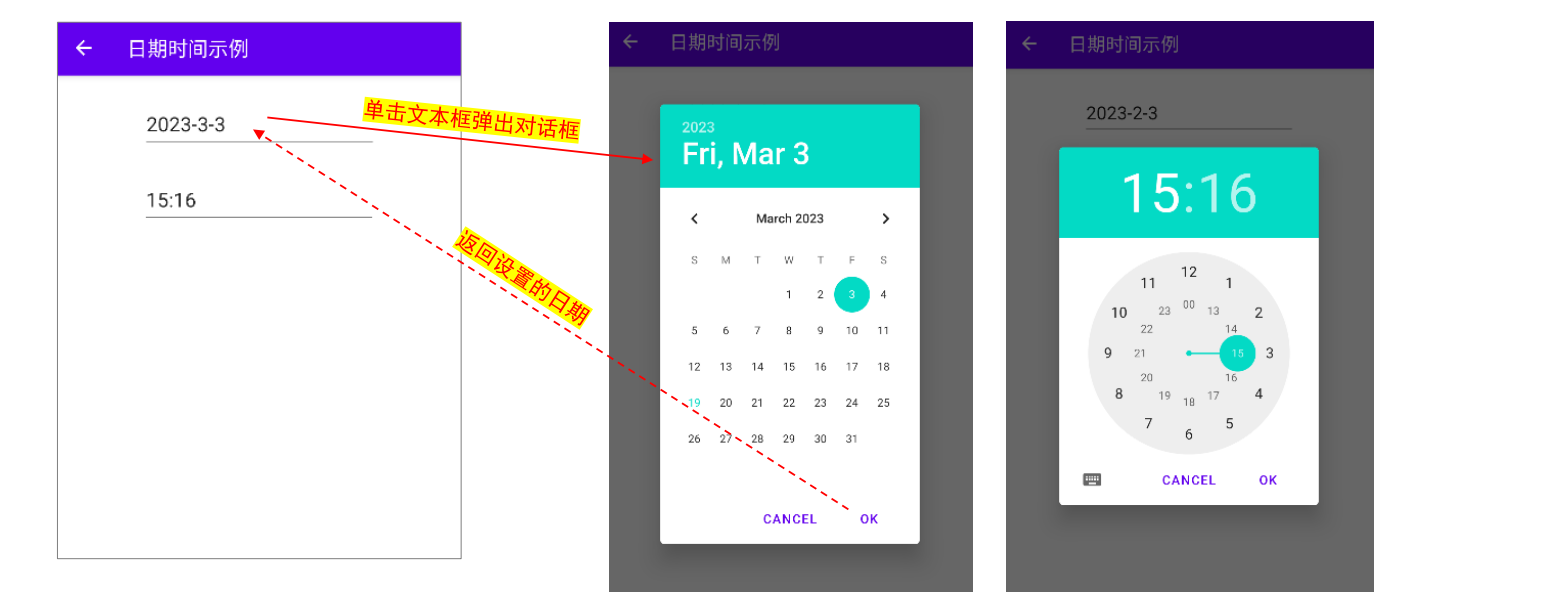 日期时间示例
2023-3-3
15:16
单击文本框弹出对话框
返回设置的日期
日期时间示例
2023
Fri, Mar 3
March 2023
S M T W T F S
1 2 3 4
5 6 7 8 9 10 11
12 13 14 15 16 17 18
19 20 21 22 23 24 25
26 27 28 29 30 31
CANCEL OK
日期时间示例
2023-2-3
15:16
12
11 1
10 23 00 13 2
22 14
9 21 15 3
20 16
8 19 18 17 4
7 5
6
CANCEL OK